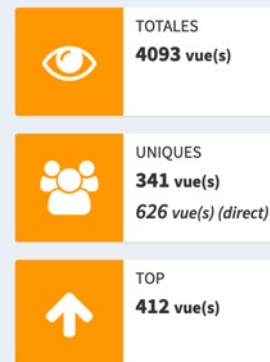 TOTALES
4093 vue(s)
UNIQUES
341 vue(s)
626 vue(s) (direct)
TOP
412 vue(s)